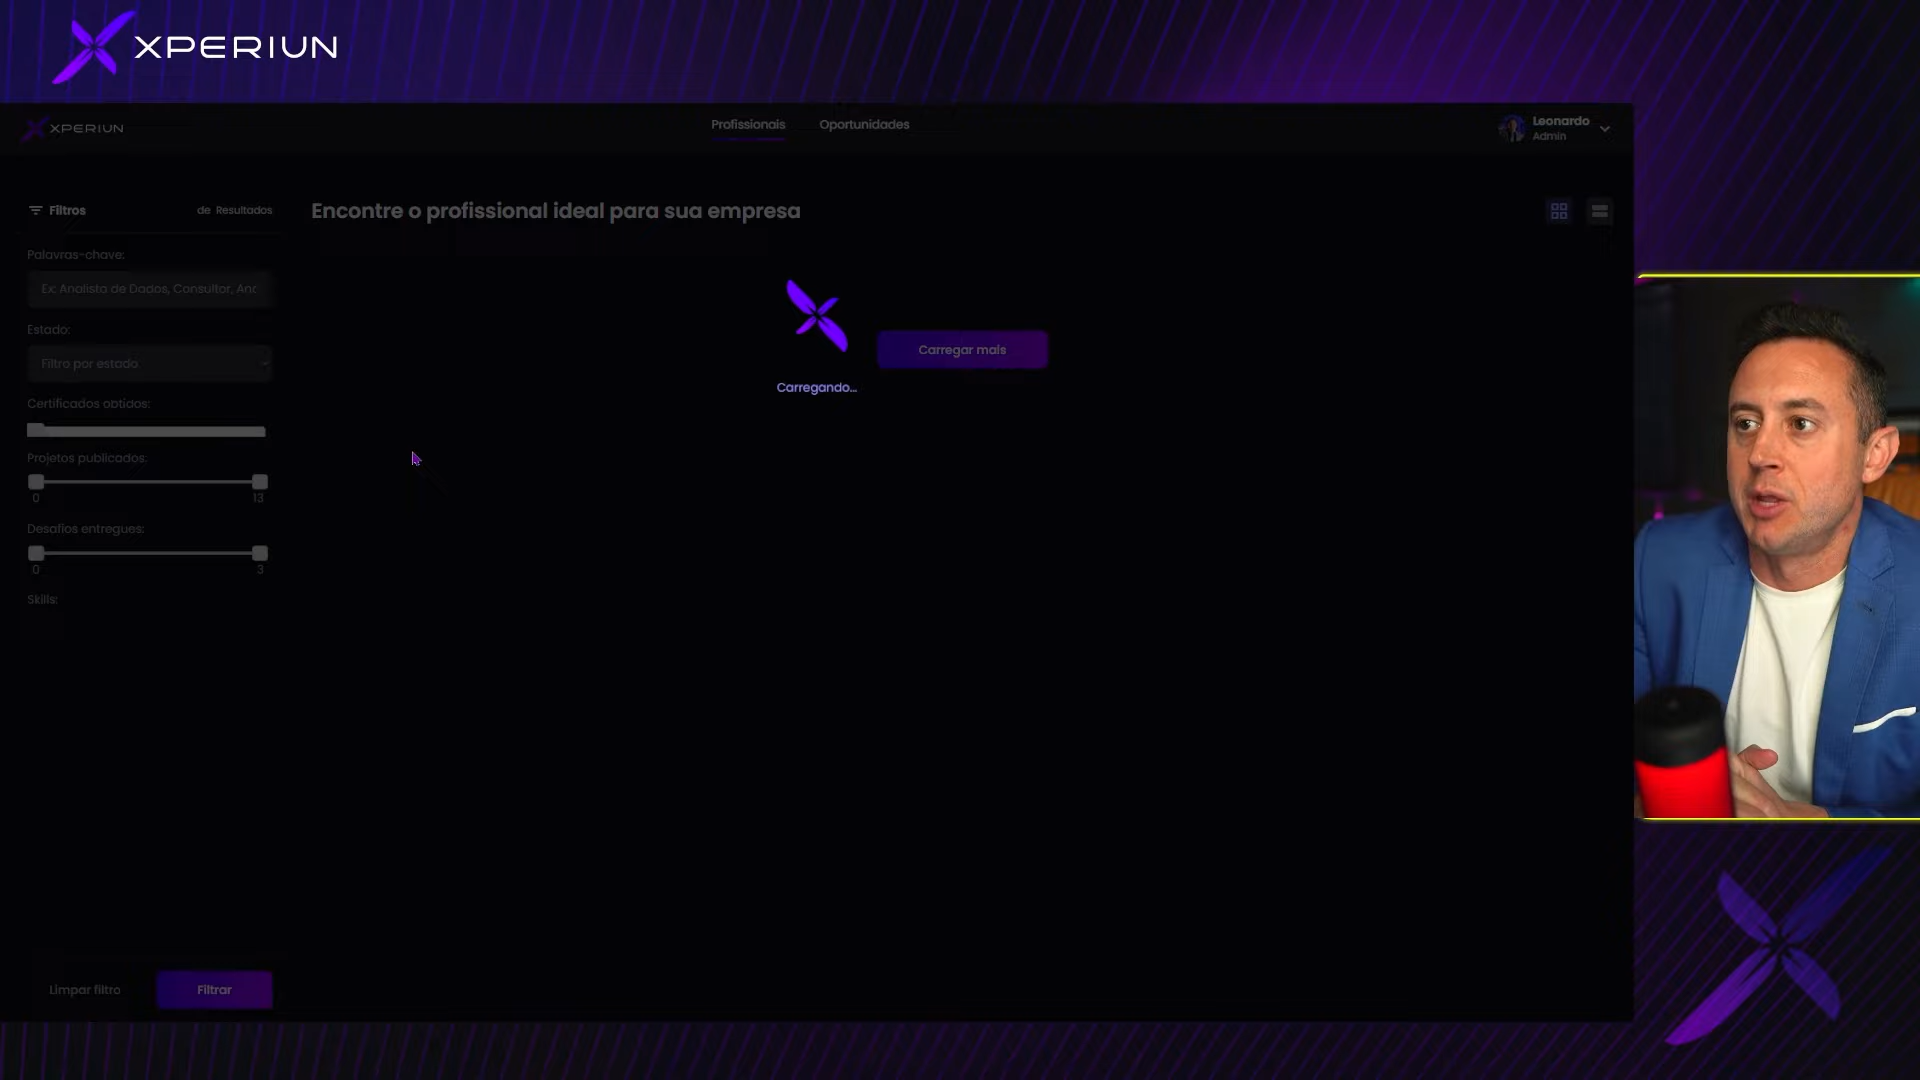 XPERIUN
XPERIUN
Profissionais
Oportunidades
Leonardo
Admin
Filtros
de Resultados
Encontre o profissional ideal para sua empresa
Palavras-chave:
Ex: Analista de Dados, Consultor, Anc
Estado:
Filtro por estado
Carregar mais
Carregando...
Certificados obtidos:
Projetos publicados:
0
13
Desafios entregues:
0
3
Skills:
Limpar filtro
Filtrar